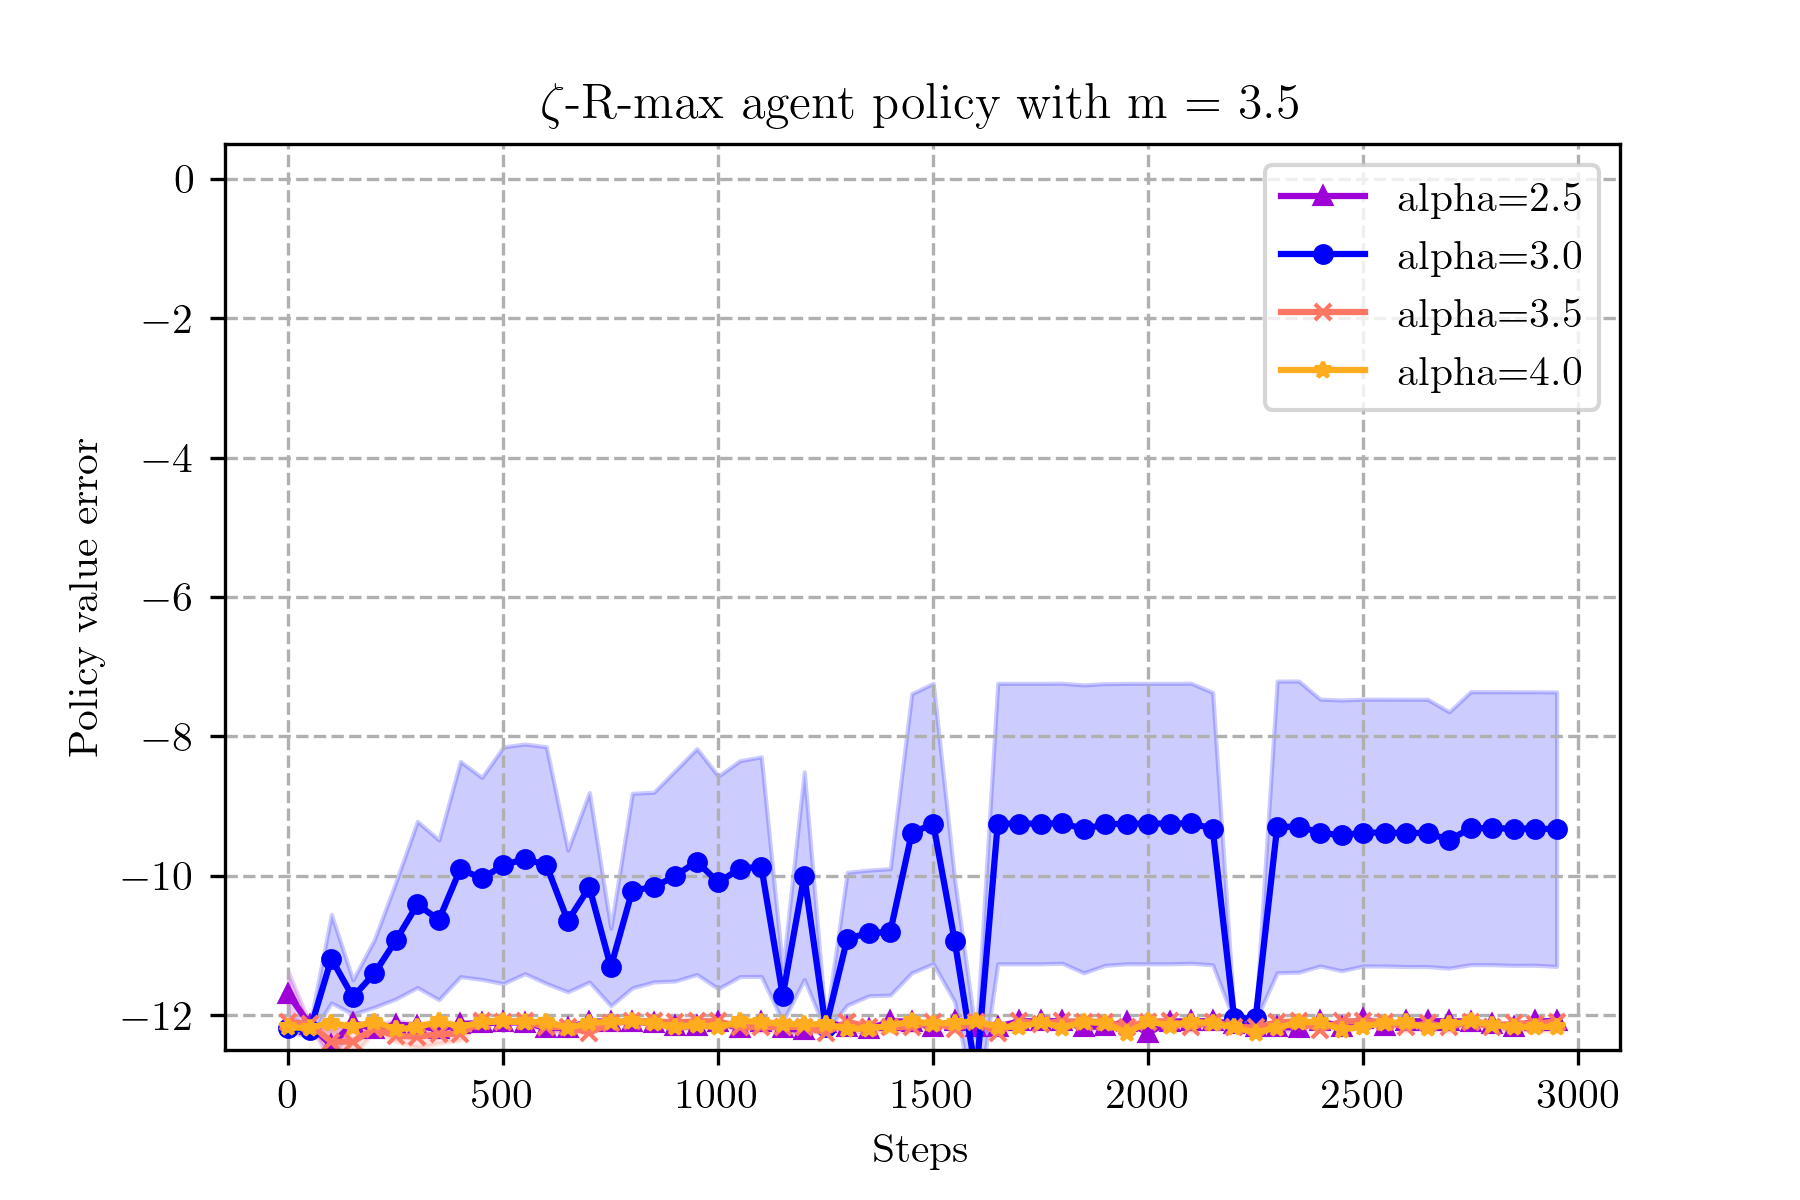 ζ-R-max agent policy with m = 3.5
alpha=2.5
alpha=3.0
alpha=3.5
alpha=4.0
0
−2
−4
−6
−8
−10
−12
Policy value error
0 500 1000 1500 2000 2500 3000
Steps